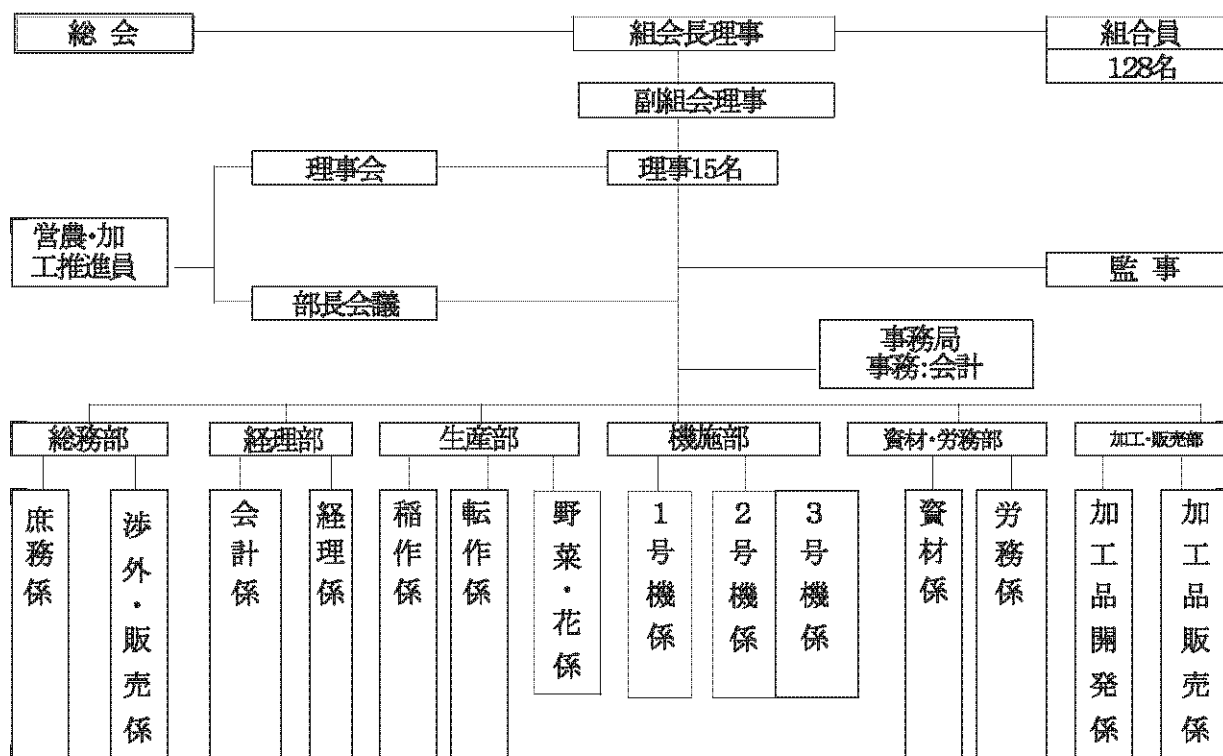 総 会
組会長理事
組合員
128名
副組会理事
理事会
理事15名
営農・加
工推進員
監 事
部長会議
事務局
事務:会計
総務部
経理部
生産部
機施部
資材・労務部
加工・販売部
庶務係
渉外・販売係
会計係
経理係
稲作係
転作係
野菜・花係
1号機係
2号機係
3号機係
資材係
労務係
加工品開発係
加工品販売係